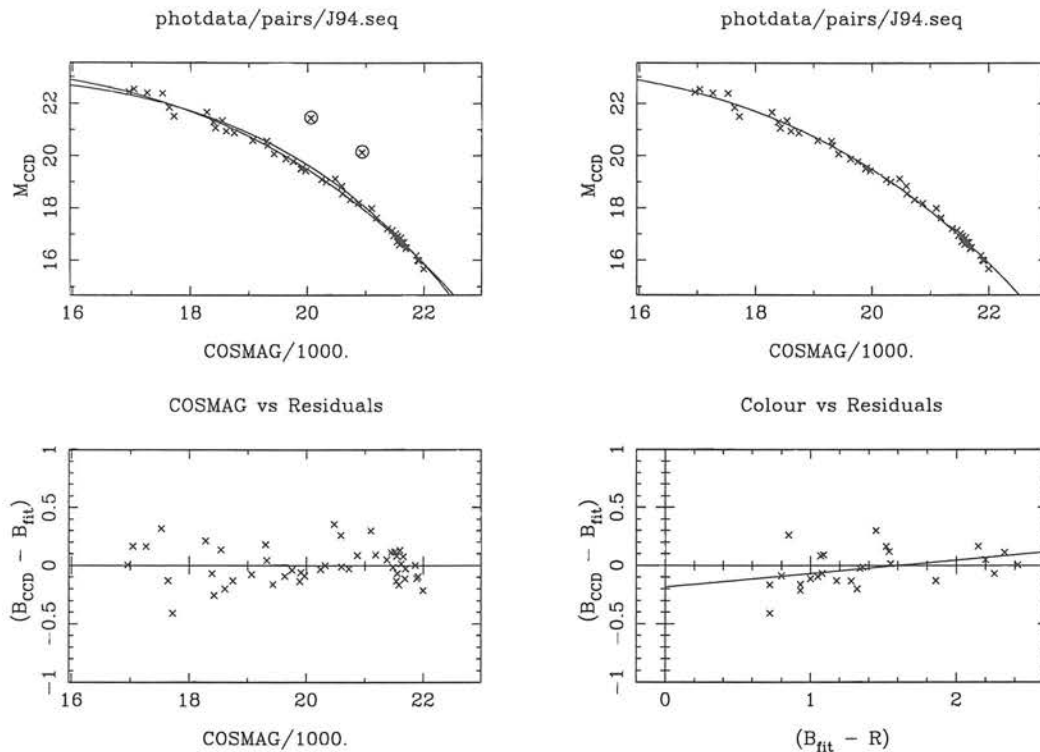 photdata/pairs/J94.seq
M_CCD
22
20
18
16
16
18
20
22
COSMAG/1000.
photdata/pairs/J94.seq
M_CCD
22
20
18
16
16
18
20
22
COSMAG/1000.
COSMAG vs Residuals
(B_CCD − B_fit)
1
0.5
0
−0.5
−1
16
18
20
22
COSMAG/1000.
Colour vs Residuals
(B_CCD − B_fit)
1
0.5
0
−0.5
−1
0
1
2
(B_fit − R)